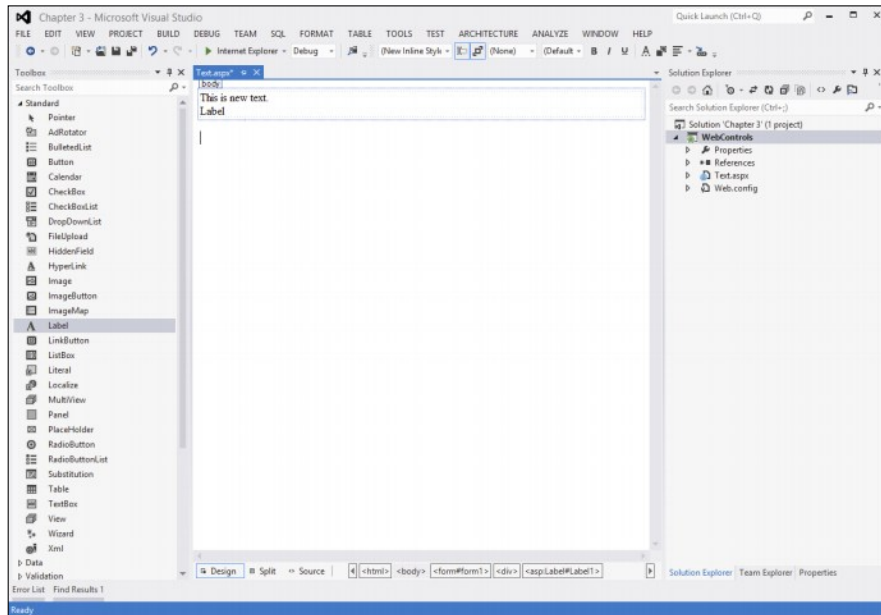 Chapter 3 - Microsoft Visual Studio
Quick Launch (Ctrl+Q)
FILE EDIT VIEW PROJECT BUILD DEBUG TEAM SQL FORMAT TABLE TOOLS TEST ARCHITECTURE ANALYZE WINDOW HELP
Internet Explorer Debug (New Inline Style (None) (Default B I U A
Toolbox
Search Toolbox
Standard
Pointer
AdRotator
BulletedList
Button
Calendar
CheckBox
CheckBoxList
DropDownList
FileUpload
HiddenField
HyperLink
Image
ImageButton
ImageMap
Label
LinkButton
ListBox
Literal
Localize
MultiView
Panel
PlaceHolder
RadioButton
RadioButtonList
Substitution
Table
TextBox
View
Wizard
Xml
Data
Validation
Text.aspx*
body
This is new text.
Label
Design Split Source <html> <body> <form#form1> <div> <asp:Label#Label1>
Solution Explorer
Search Solution Explorer (Ctrl+;)
Solution 'Chapter 3' (1 project)
WebControls
Properties
References
Text.aspx
Web.config
Solution Explorer Team Explorer Properties
Error List Find Results 1
Ready